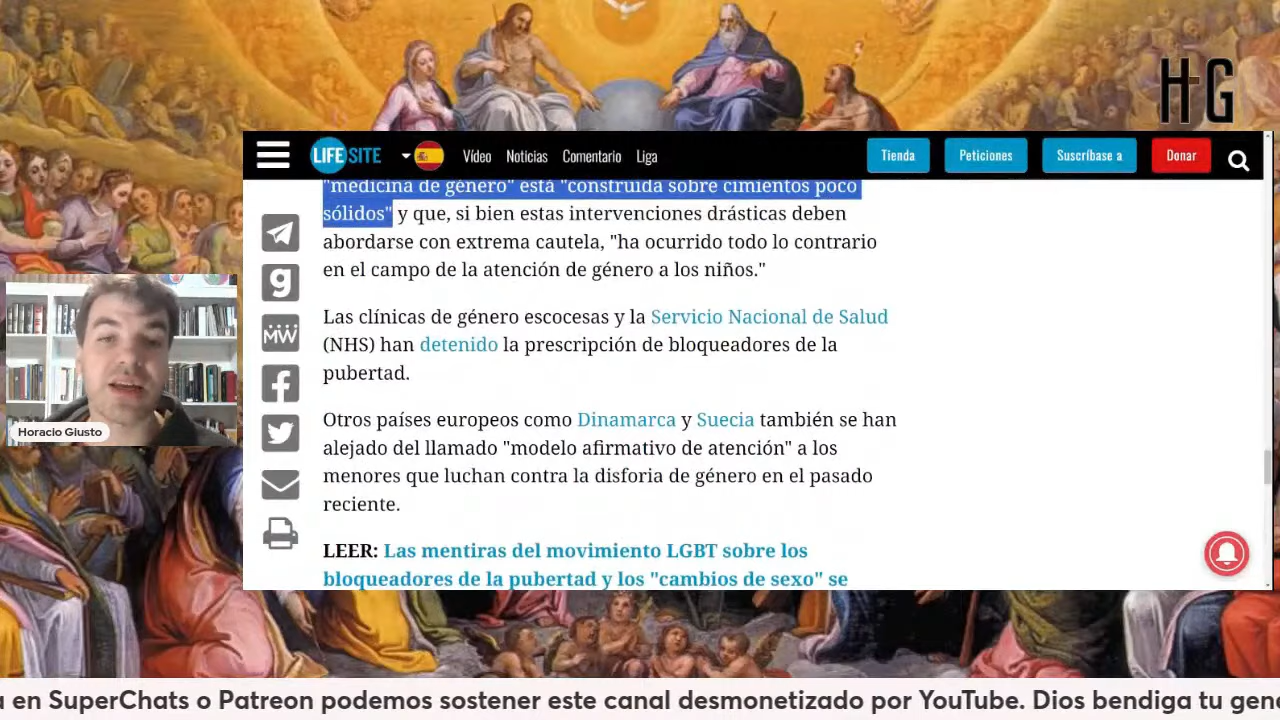 H+G
LIFE SITE
Vídeo Noticias Comentario Liga
Tienda Peticiones Suscríbase a Donar
"medicina de género" está "construida sobre cimientos poco
sólidos" y que, si bien estas intervenciones drásticas deben
abordarse con extrema cautela, "ha ocurrido todo lo contrario
en el campo de la atención de género a los niños."
Las clínicas de género escocesas y la Servicio Nacional de Salud
(NHS) han detenido la prescripción de bloqueadores de la
pubertad.
Otros países europeos como Dinamarca y Suecia también se han
alejado del llamado "modelo afirmativo de atención" a los
menores que luchan contra la disforia de género en el pasado
reciente.
LEER: Las mentiras del movimiento LGBT sobre los
bloqueadores de la pubertad y los "cambios de sexo" se
g
MW
Horacio Giusto
a en SuperChats o Patreon podemos sostener este canal desmonetizado por YouTube. Dios bendiga tu gene